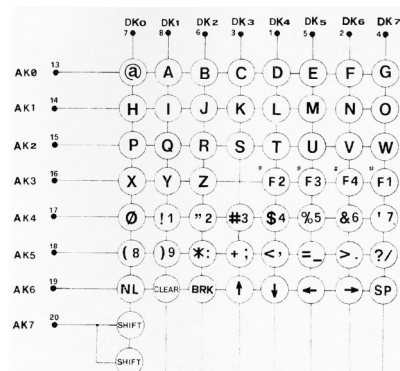 DK0 DK1 DK2 DK3 DK4 DK5 DK6 DK7
7 8 6 3 1 5 2 4
AK0 13 @ A B C D E F G
AK1 14 H I J K L M N O
AK2 15 P Q R S T U V W
AK3 16 X Y Z F2 F3 F4 F1
AK4 17 Ø !1 "2 #3 $4 %5 &6 '7
AK5 18 (8 )9 *: +; <, =_ >. ?/
AK6 19 NL CLEAR BRK ↑ ↓ ← → SP
AK7 20 SHIFT
SHIFT